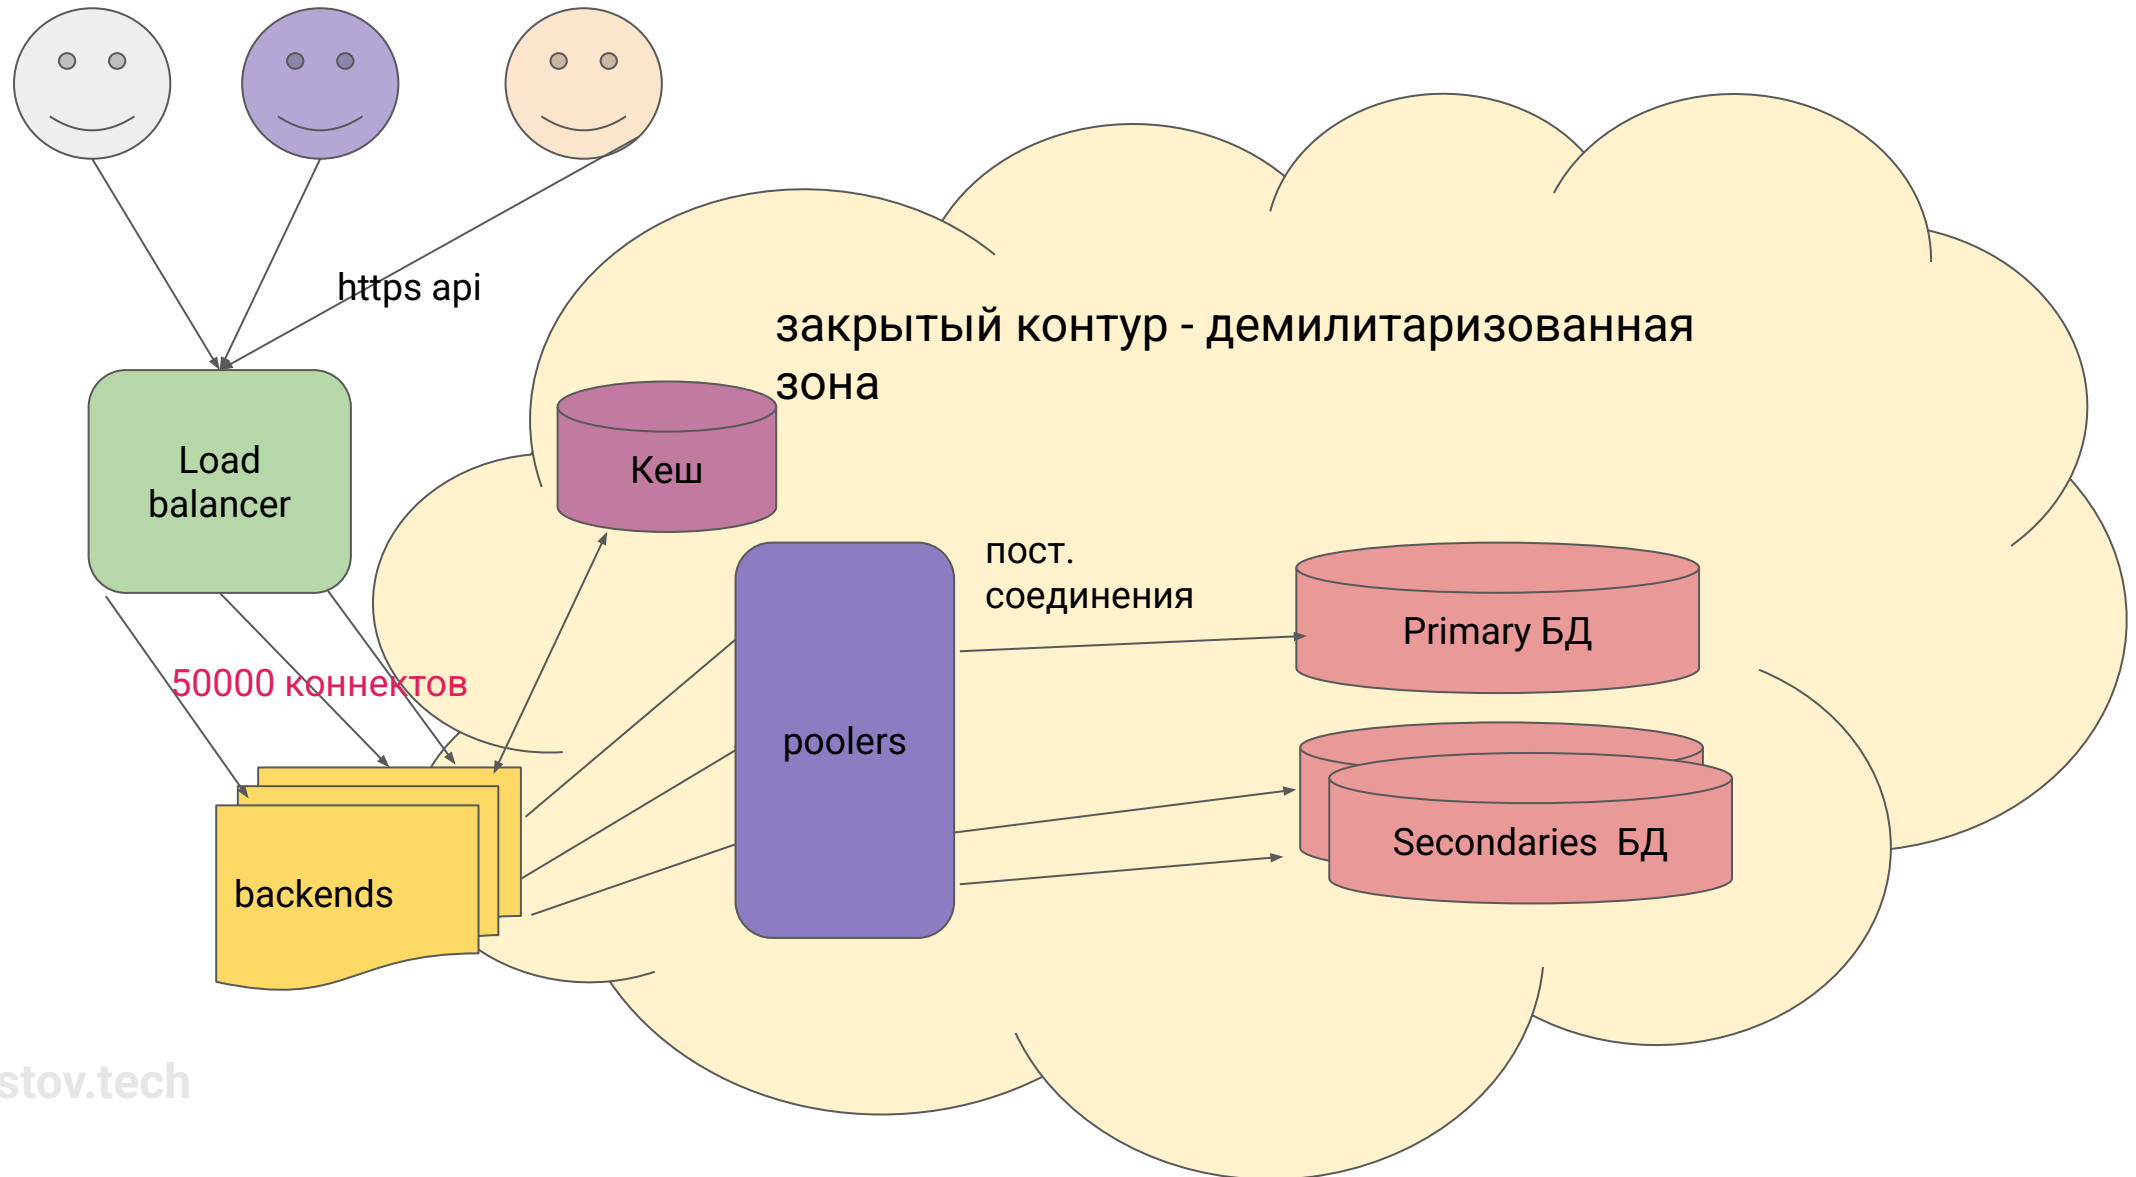 https api
закрытый контур - демилитаризованная
зона
Load
balancer
Кеш
пост.
соединения
Primary БД
50000 коннектов
poolers
Secondaries БД
backends
stov.tech